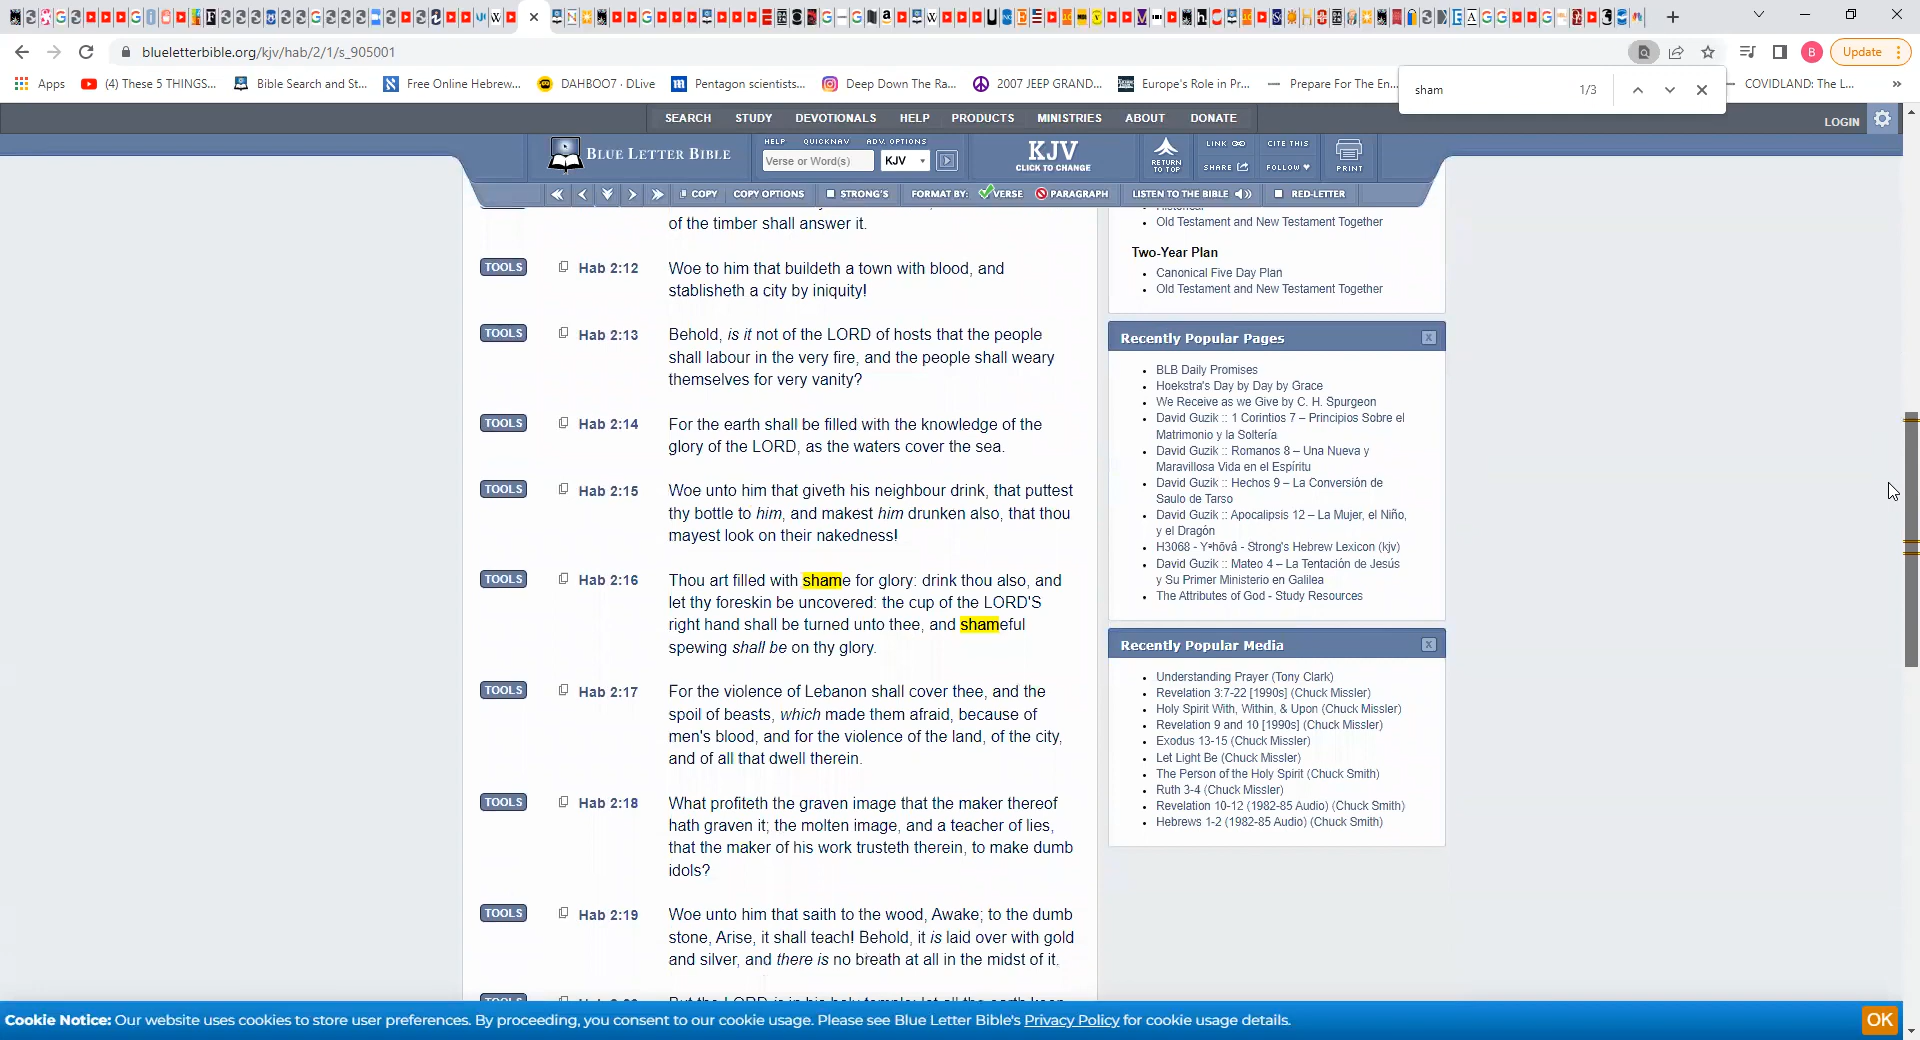 blueletterbible.org/kjv/hab/2/1/s_905001
Update
Apps
(4) These 5 THINGS...
Bible Search and St...
Free Online Hebrew...
DAHBOO7 · DLive
Pentagon scientists...
Deep Down The Ra...
2007 JEEP GRAND...
Europe's Role in Pr...
Prepare For The En...
COVIDLAND: The L...
sham
1/3
SEARCH STUDY DEVOTIONALS HELP PRODUCTS MINISTRIES ABOUT DONATE
LOGIN
BLUE LETTER BIBLE
HELP QUICKNAV ADV. OPTIONS
Verse or Word(s)
KJV
KJV
CLICK TO CHANGE
RETURN
TO TOP
LINK
SHARE
CITE THIS
FOLLOW
PRINT
COPY COPY OPTIONS STRONG'S FORMAT BY: VERSE PARAGRAPH LISTEN TO THE BIBLE RED-LETTER
of the timber shall answer it.
TOOLS Hab 2:12 Woe to him that buildeth a town with blood, and
stablisheth a city by iniquity!
TOOLS Hab 2:13 Behold, is it not of the LORD of hosts that the people
shall labour in the very fire, and the people shall weary
themselves for very vanity?
TOOLS Hab 2:14 For the earth shall be filled with the knowledge of the
glory of the LORD, as the waters cover the sea.
TOOLS Hab 2:15 Woe unto him that giveth his neighbour drink, that puttest
thy bottle to him, and makest him drunken also, that thou
mayest look on their nakedness!
TOOLS Hab 2:16 Thou art filled with shame for glory: drink thou also, and
let thy foreskin be uncovered: the cup of the LORD'S
right hand shall be turned unto thee, and shameful
spewing shall be on thy glory.
TOOLS Hab 2:17 For the violence of Lebanon shall cover thee, and the
spoil of beasts, which made them afraid, because of
men's blood, and for the violence of the land, of the city,
and of all that dwell therein.
TOOLS Hab 2:18 What profiteth the graven image that the maker thereof
hath graven it; the molten image, and a teacher of lies,
that the maker of his work trusteth therein, to make dumb
idols?
TOOLS Hab 2:19 Woe unto him that saith to the wood, Awake; to the dumb
stone, Arise, it shall teach! Behold, it is laid over with gold
and silver, and there is no breath at all in the midst of it.
Old Testament and New Testament Together
Two-Year Plan
Canonical Five Day Plan
Old Testament and New Testament Together
Recently Popular Pages
BLB Daily Promises
Hoekstra's Day by Day by Grace
We Receive as we Give by C. H. Spurgeon
David Guzik :: 1 Corintios 7 – Principios Sobre el
Matrimonio y la Soltería
David Guzik :: Romanos 8 – Una Nueva y
Maravillosa Vida en el Espíritu
David Guzik :: Hechos 9 – La Conversión de
Saulo de Tarso
David Guzik :: Apocalipsis 12 – La Mujer, el Niño,
y el Dragón
H3068 - Yᵊhōvâ - Strong's Hebrew Lexicon (kjv)
David Guzik :: Mateo 4 – La Tentación de Jesús
y Su Primer Ministerio en Galilea
The Attributes of God - Study Resources
Recently Popular Media
Understanding Prayer (Tony Clark)
Revelation 3:7-22 [1990s] (Chuck Missler)
Holy Spirit With, Within, & Upon (Chuck Smith)
Revelation 9 and 10 [1990s] (Chuck Missler)
Exodus 13-15 (Chuck Missler)
Let Light Be (Chuck Missler)
The Person of the Holy Spirit (Chuck Smith)
Ruth 3-4 (Chuck Missler)
Revelation 10-12 (1982-85 Audio) (Chuck Smith)
Hebrews 1-2 (1982-85 Audio) (Chuck Smith)
Cookie Notice: Our website uses cookies to store user preferences. By proceeding, you consent to our cookie usage. Please see Blue Letter Bible's Privacy Policy for cookie usage details.
OK